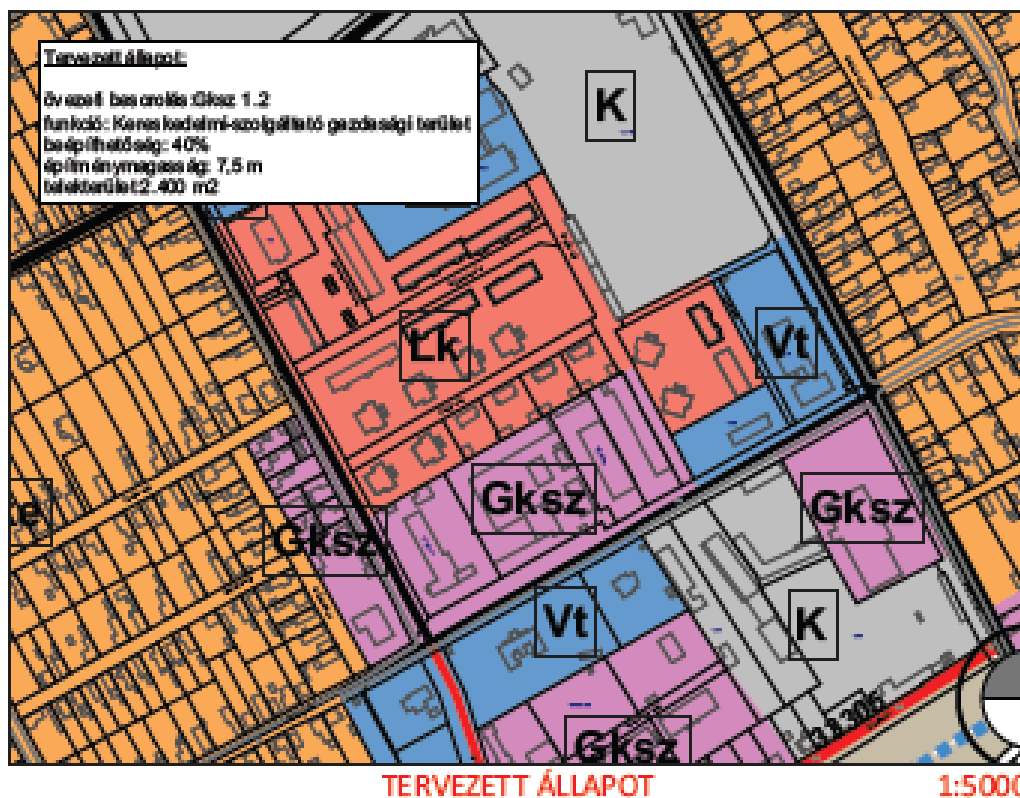 Tervezett állapot:
övezeti besorolás:Gksz 1.2
funkció: Kereskedelmi-szolgáltató gazdasági terület
beépíthetőség: 40%
építménymagasság: 7,5 m
telekterület:2.400 m2
K
Lk
Vt
Gksz
Gksz
Gksz
Vt
K
Gksz
TERVEZETT ÁLLAPOT
1:5000